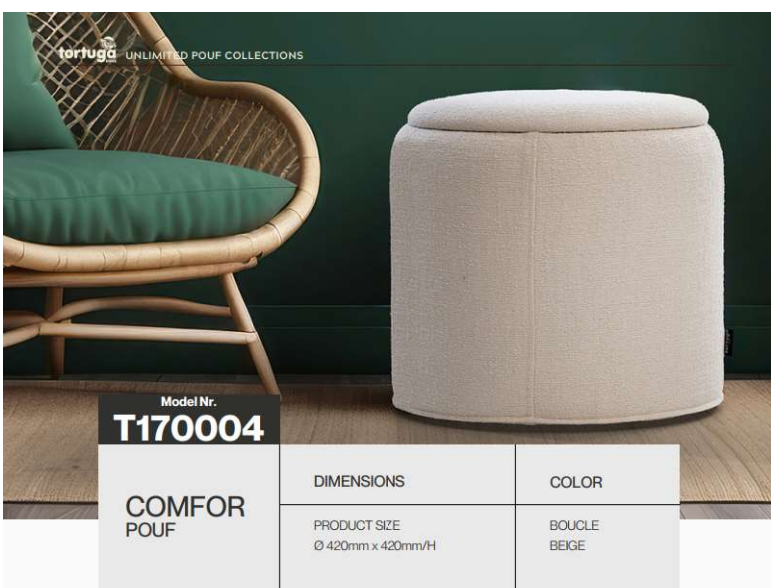 tortuga UNLIMITED POUF COLLECTIONS
Model Nr.
T170004
COMFOR
POUF
DIMENSIONS
PRODUCT SIZE
Ø 420mm x 420mm/H
COLOR
BOUCLE
BEIGE